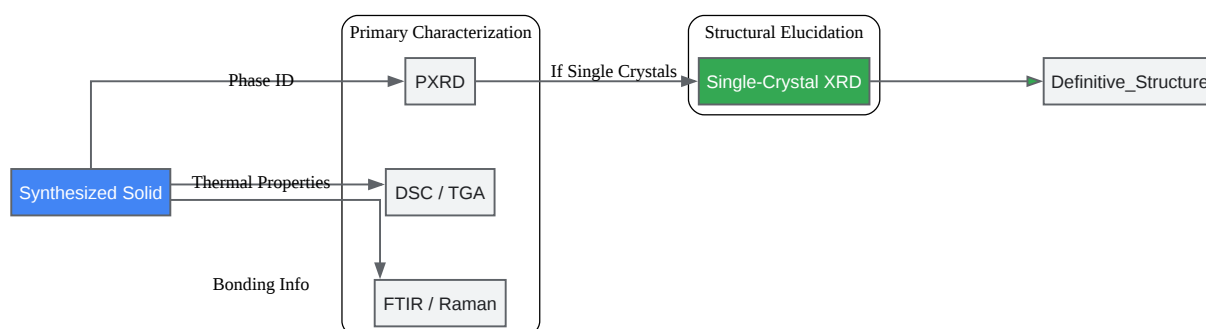 Primary Characterization
Structural Elucidation
Phase ID
PXRD
If Single Crystals
Single-Crystal XRD
Definitive_Structure
Synthesized Solid
Thermal Properties
DSC / TGA
Bonding Info
FTIR / Raman